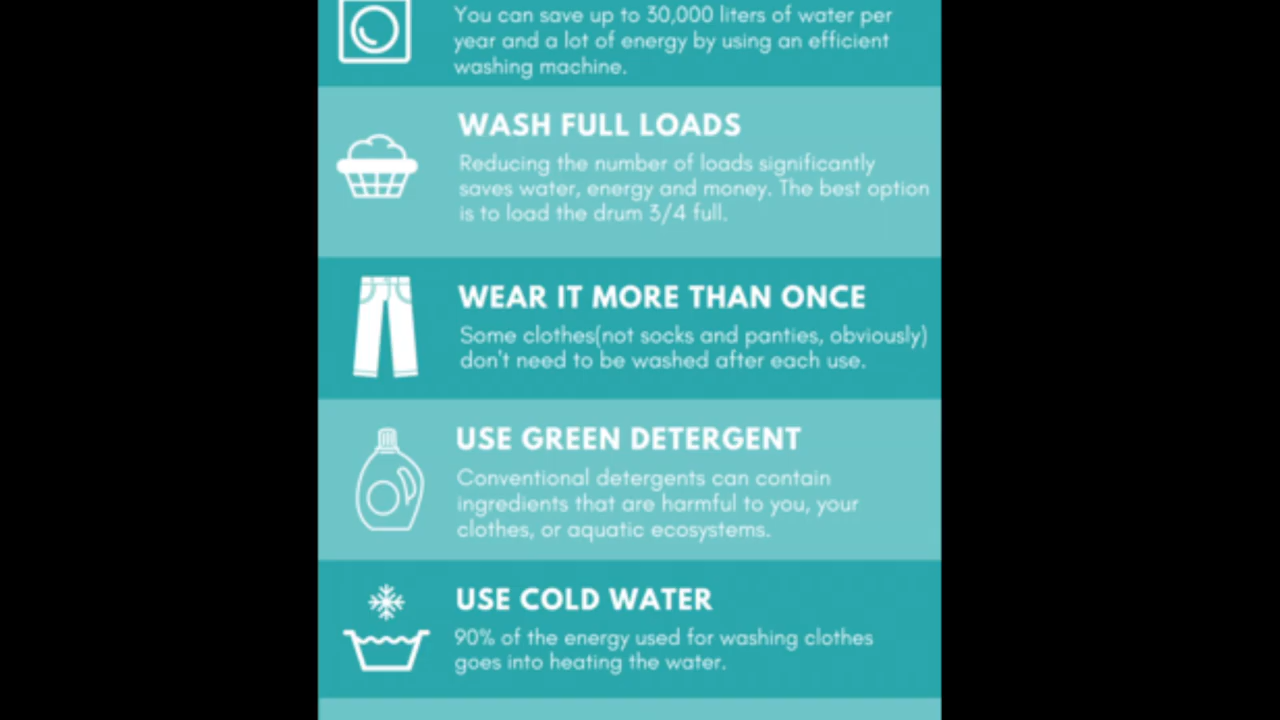 You can save up to 30,000 liters of water per
year and a lot of energy by using an efficient
washing machine.
WASH FULL LOADS
Reducing the number of loads significantly
saves water, energy and money. The best option
is to load the drum 3/4 full.
WEAR IT MORE THAN ONCE
Some clothes(not socks and panties, obviously)
don't need to be washed after each use.
USE GREEN DETERGENT
Conventional detergents can contain
ingredients that are harmful to you, your
clothes, or aquatic ecosystems.
USE COLD WATER
90% of the energy used for washing clothes
goes into heating the water.